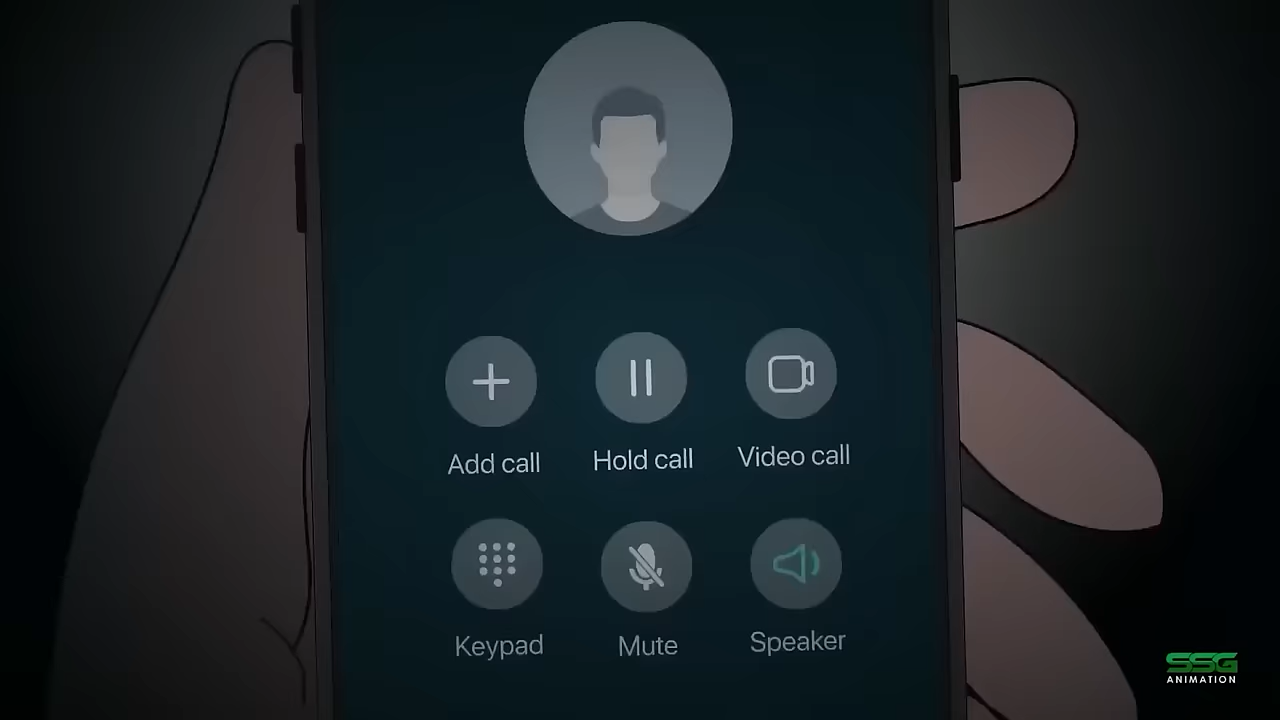 Add call
Hold call
Video call
Keypad
Mute
Speaker
SSG
ANIMATION